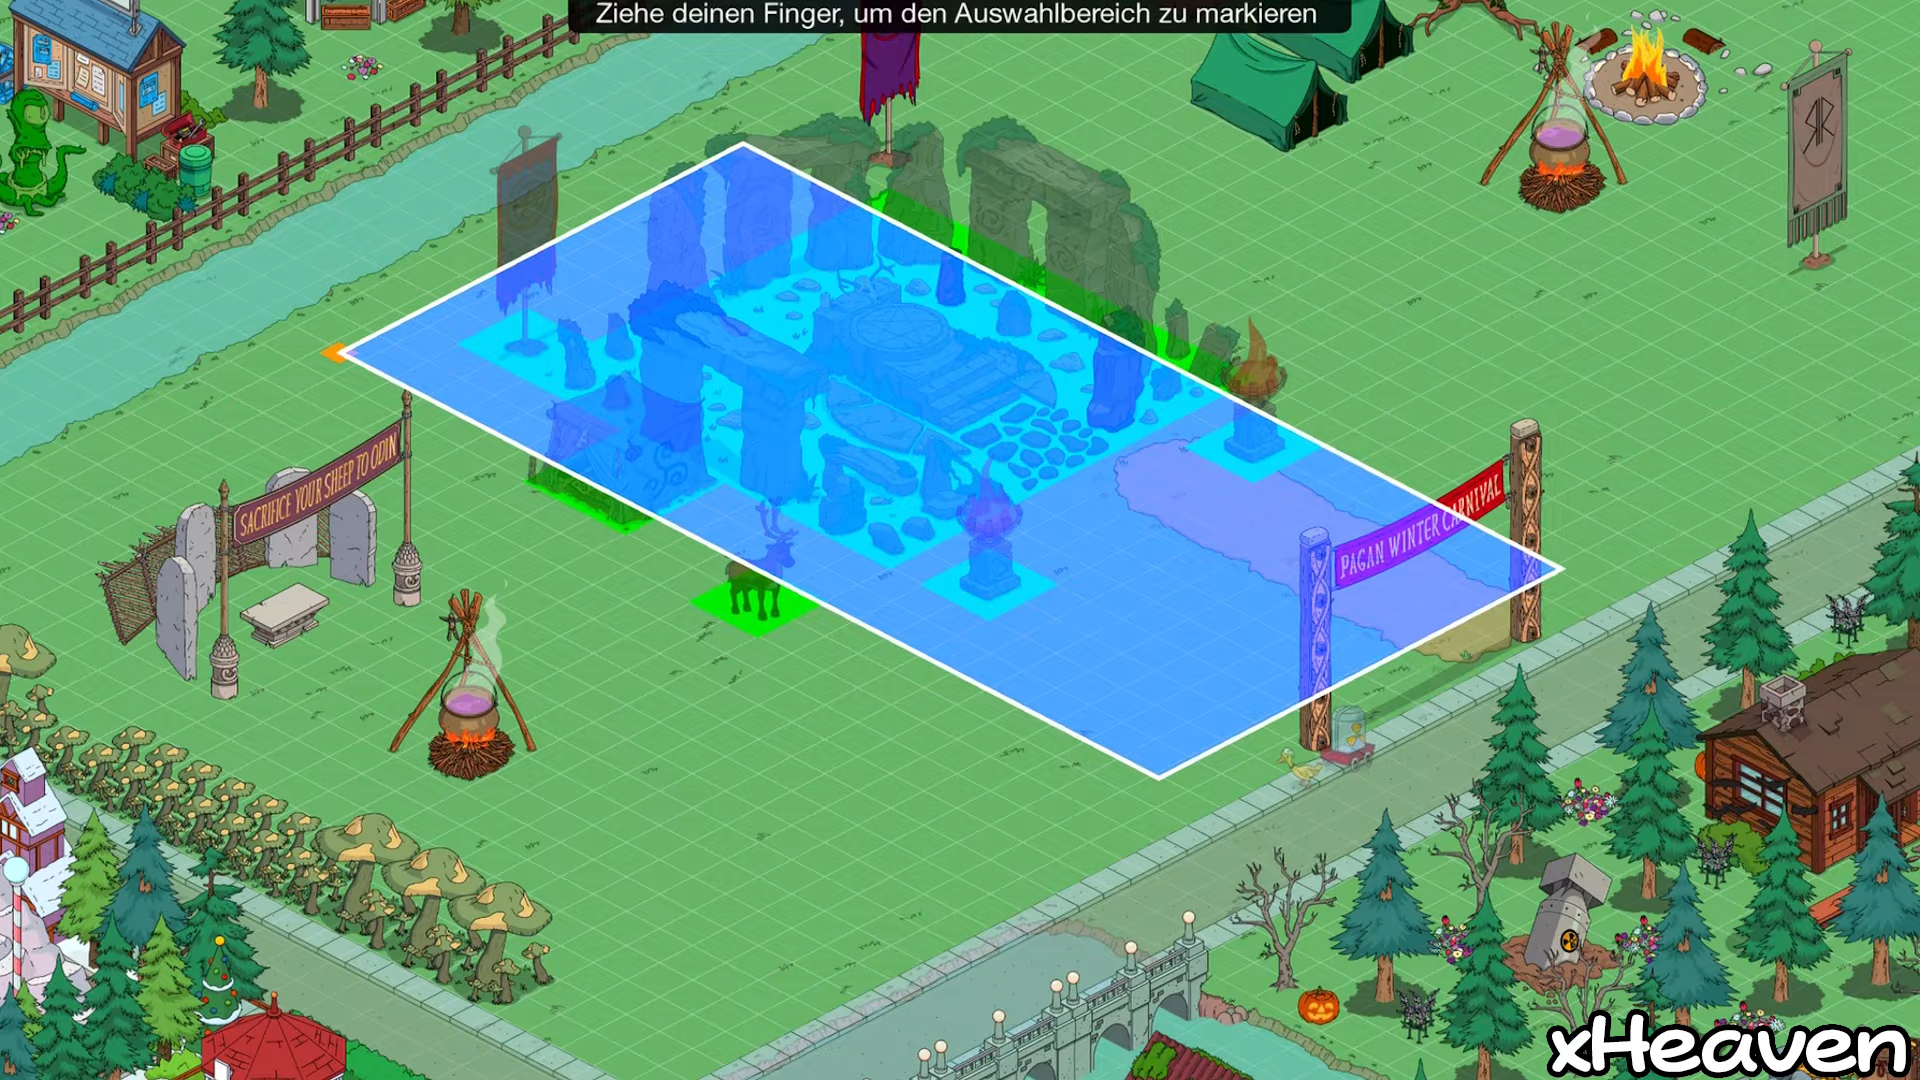 Ziehe deinen Finger, um den Auswahlbereich zu markieren
SACRIFICE YOUR SHEEP TO ODIN
PAGAN WINTER CARNIVAL
xHeaven